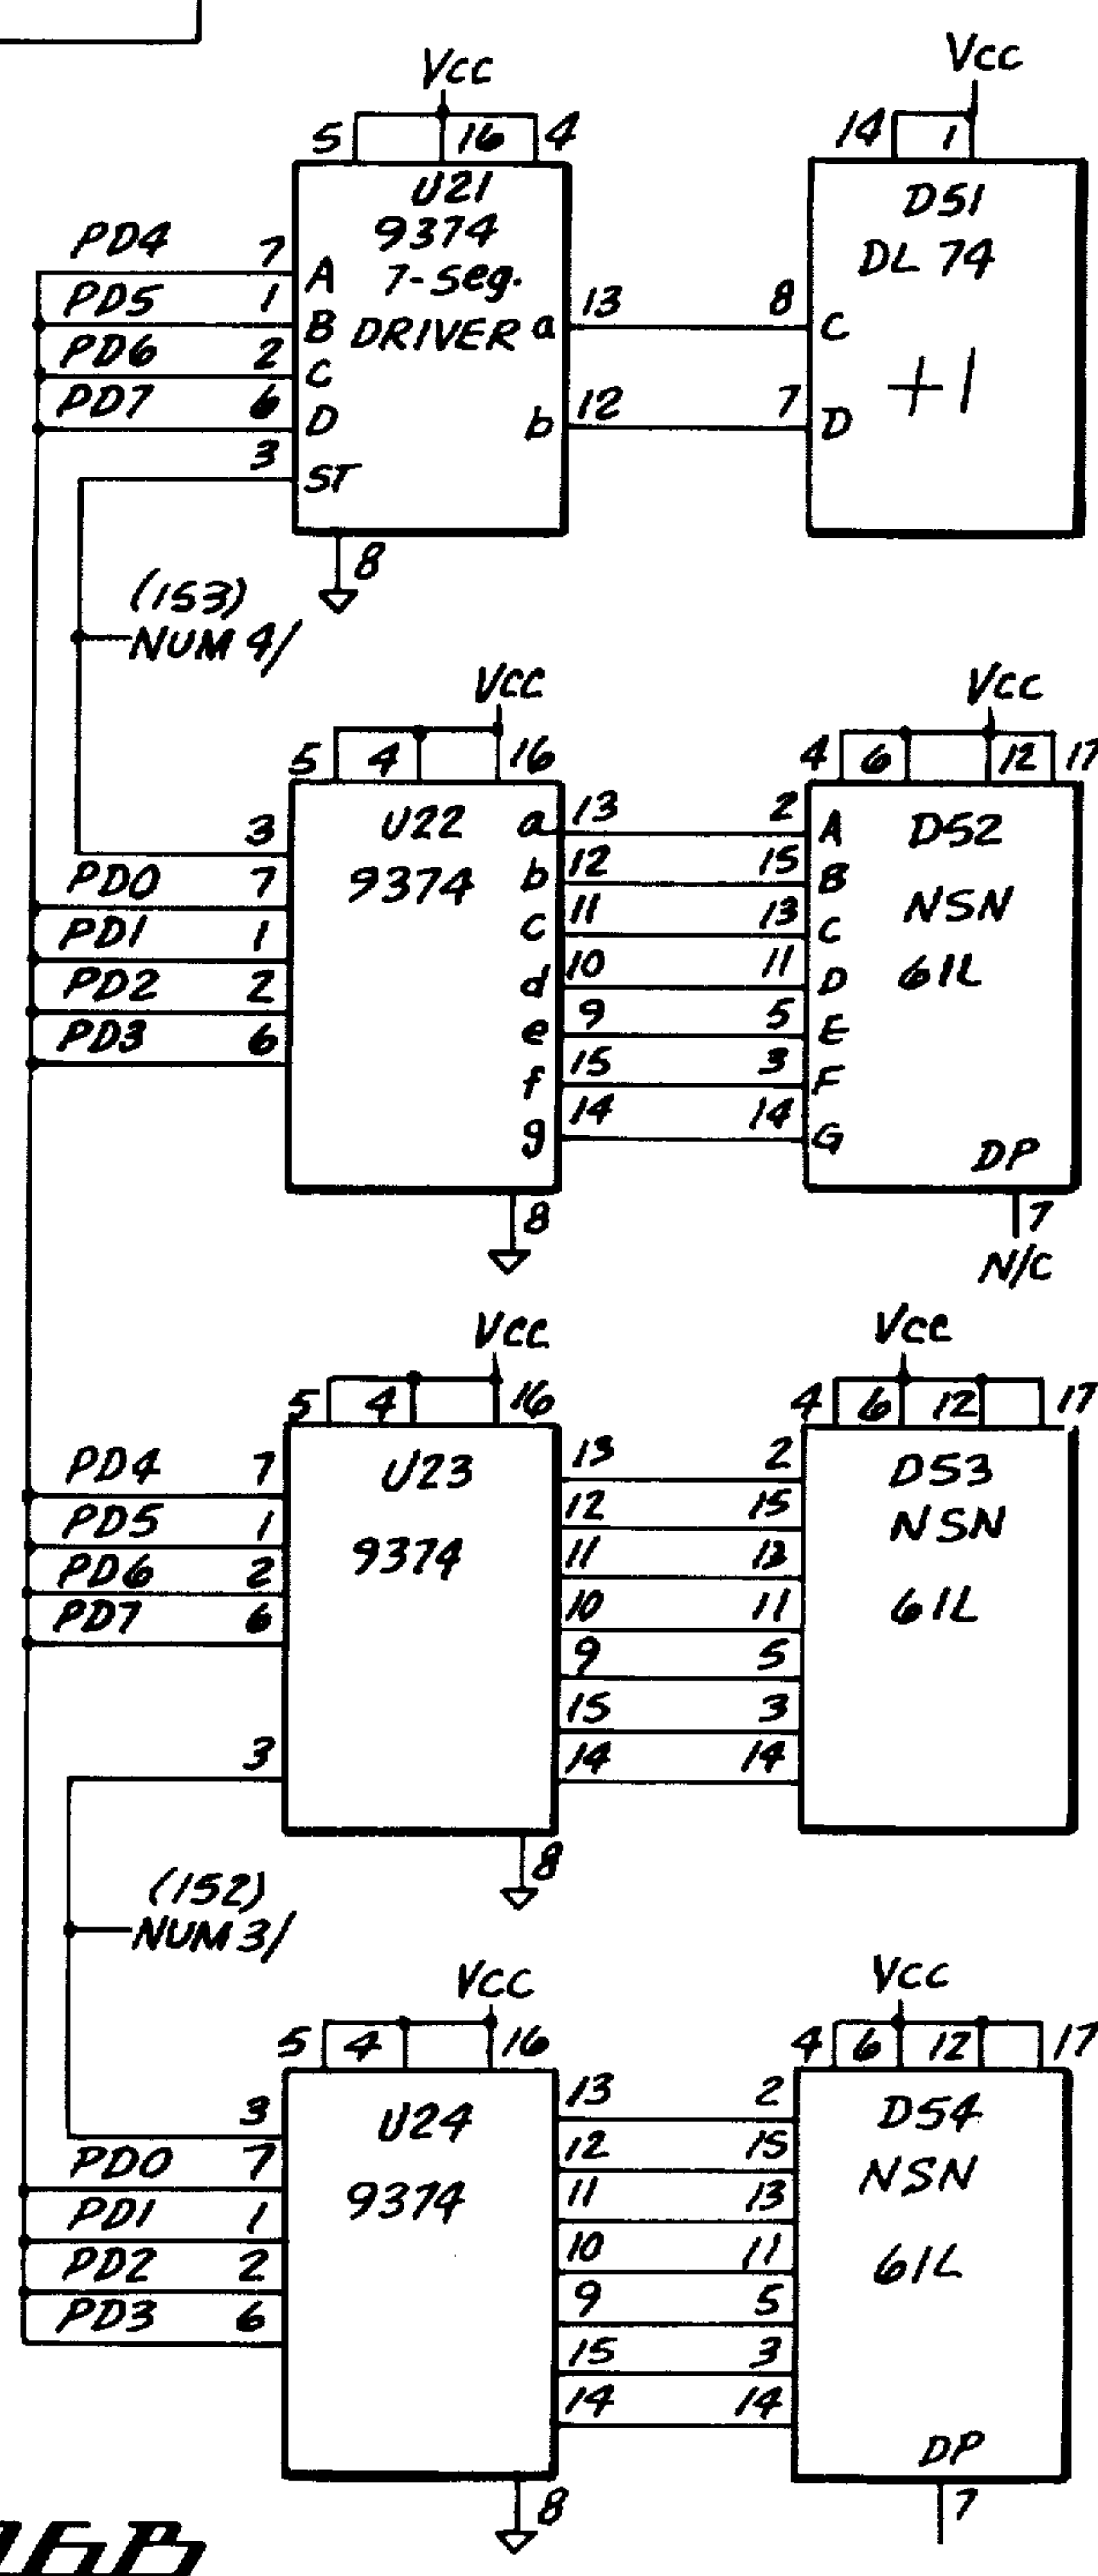 Vcc
Vcc
5 16 4
14 1
U21
9374
7-Seg.
DRIVER
DS1
DL 74
+1
PD4 7 A
PD5 1 B
PD6 2 C
PD7 6 D
3 ST
a 13 8 C
b 12 7 D
8
(153)
NUM 4/
Vcc
Vcc
5 4 16
4 6 12 17
U22
9374
DS2
NSN
61L
3
PD0 7
PD1 1
PD2 2
PD3 6
a 13 2 A
b 12 15 B
c 11 13 C
d 10 11 D
e 9 5 E
f 15 3 F
g 14 14 G
DP
8
7
N/C
Vcc
Vcc
5 4 16
4 6 12 17
U23
9374
DS3
NSN
61L
PD4 7
PD5 1
PD6 2
PD7 6
3
13 2
12 15
11 13
10 11
9 5
15 3
14 14
8
(152)
NUM 3/
Vcc
Vcc
5 4 16
4 6 12 17
U24
9374
DS4
NSN
61L
3
PD0 7
PD1 1
PD2 2
PD3 6
13 2
12 15
11 13
10 11
9 5
15 3
14 14
DP
8
7